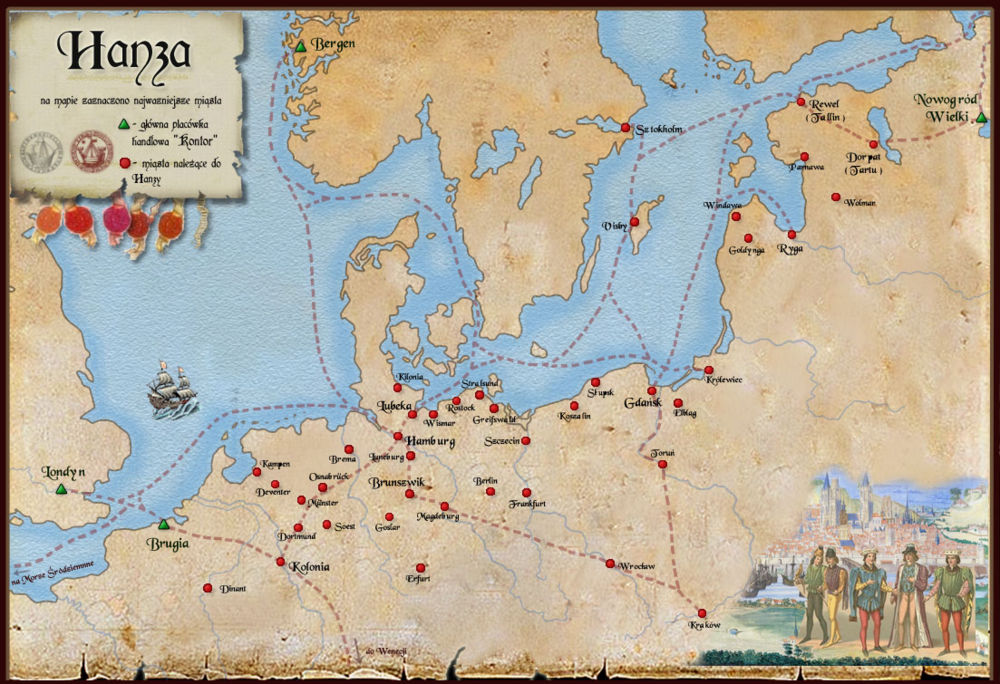 Hanza
na mapie zaznaczono najważniejsze miasta
- główna placówka
handlowa "Kontor"
- miasta należące do
Hanzy
Bergen
Nowogród
Wielki
Rewel
(Tallin)
Sztokholm
Dorpat
(Tartu)
Parnawa
Wolmar
Windawa
Visby
Goldynga
Ryga
Kilonia
Stralsund
Słupsk
Królewiec
Lubeka
Rostock
Gdańsk
Elbląg
Wismar
Greifswald
Koszalin
Hamburg
Szczecin
Brema
Luneburg
Toruń
Londyn
Kampen
Osnabrück
Brunszwik
Berlin
Deventer
Münster
Frankfurt
Magdeburg
Goslar
Soest
Dortmund
Brugia
Kolonia
Wrocław
na Morze Śródziemne
Erfurt
Dinant
Kraków
do Wenecji